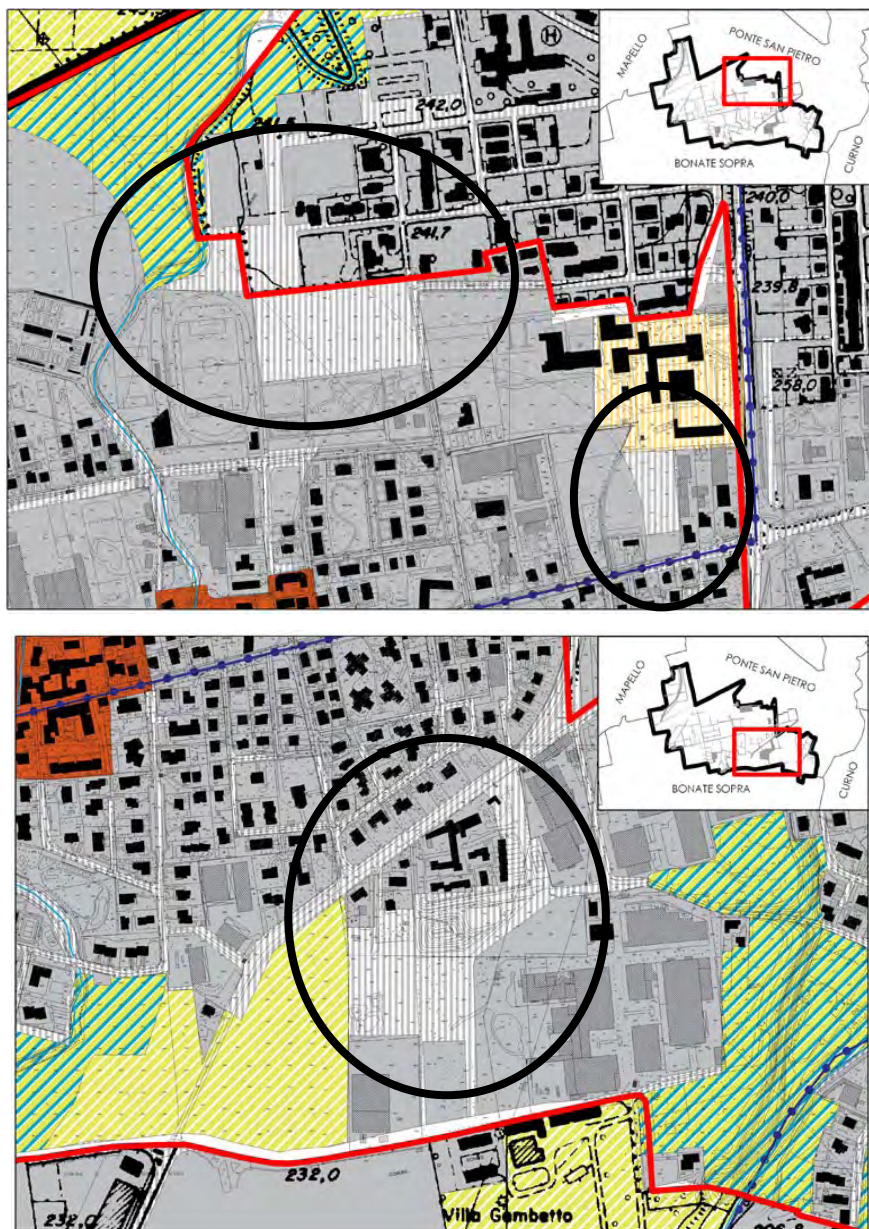 H
242,0
MAPELLO
PONTE SAN PIETRO
CURNO
BONATE SOPRA
241,7
240,0
239,8
258,0
MAPELLO
PONTE SAN PIETRO
CURNO
BONATE SOPRA
232,0
232,0
Villa Gambetto